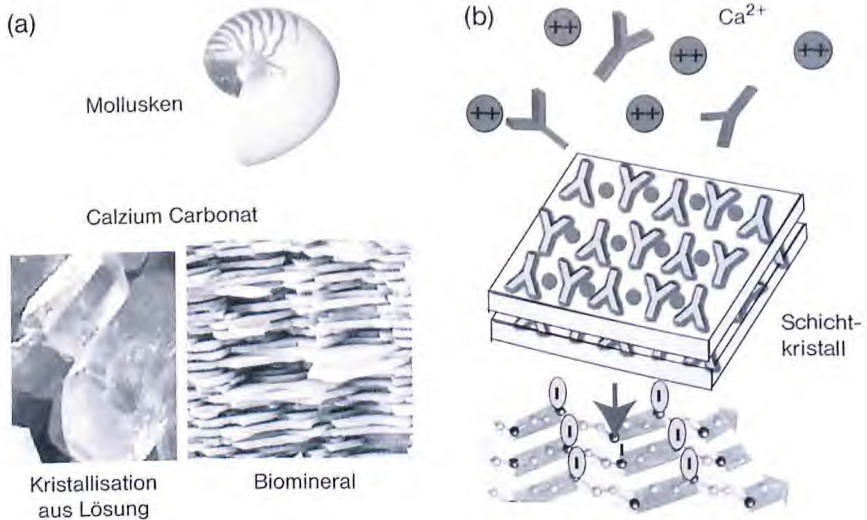 (a)
Mollusken
Calzium Carbonat
Kristallisation
aus Lösung
Biomineral
(b)
Ca²⁺
++
++
++
++
++
Schicht-
kristall
I
I
I
I
I
I
I